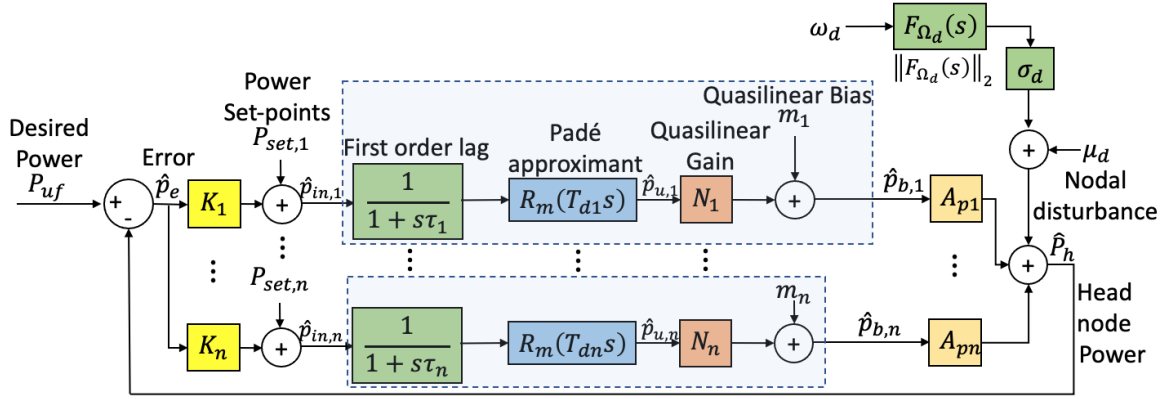 ω_d
F_{Ω_d}(s)
‖F_{Ω_d}(s)‖_2
σ_d
Desired
Power
P_{uf}
+
-
Error
p̂_e
K_1
Power
Set-points
P_{set,1}
+
p̂_{in,1}
First order lag
1
1 + sτ_1
Padé
approximant
R_m(T_{d1}s)
p̂_{u,1}
Quasilinear
Gain
N_1
Quasilinear Bias
m_1
+
p̂_{b,1}
A_{p1}
+
μ_d
Nodal
disturbance
+
P̂_h
Head
node
Power
⋮
⋮
⋮
⋮
⋮
⋮
P_{set,n}
K_n
+
p̂_{in,n}
1
1 + sτ_n
R_m(T_{dn}s)
p̂_{u,n}
N_n
m_n
+
p̂_{b,n}
A_{pn}